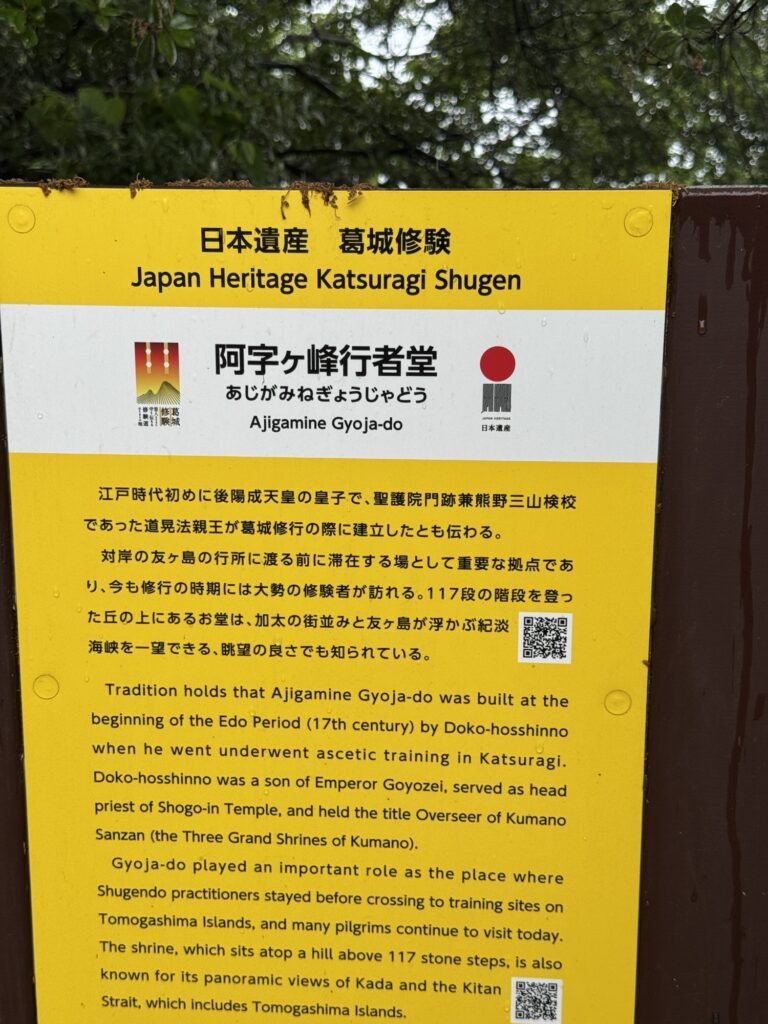 日本遺産 葛城修験
Japan Heritage Katsuragi Shugen
阿字ヶ峰行者堂
あじがみねぎょうじゃどう
Ajigamine Gyoja-do
葛城
修験
JAPAN HERITAGE
日本遺産
江戸時代初めに後陽成天皇の皇子で、聖護院門跡兼熊野三山検校
であった道晃法親王が葛城修行の際に建立したとも伝わる。
対岸の友ヶ島の行所に渡る前に滞在する場として重要な拠点であ
り、今も修行の時期には大勢の修験者が訪れる。117段の階段を登っ
た丘の上にあるお堂は、加太の街並みと友ヶ島が浮かぶ紀淡
海峡を一望できる、眺望の良さでも知られている。
Tradition holds that Ajigamine Gyoja-do was built at the
beginning of the Edo Period (17th century) by Doko-hosshinno
when he went underwent ascetic training in Katsuragi.
Doko-hosshinno was a son of Emperor Goyozei, served as head
priest of Shogo-in Temple, and held the title Overseer of Kumano
Sanzan (the Three Grand Shrines of Kumano).
Gyoja-do played an important role as the place where
Shugendo practitioners stayed before crossing to training sites on
Tomogashima Islands, and many pilgrims continue to visit today.
The shrine, which sits atop a hill above 117 stone steps, is also
known for its panoramic views of Kada and the Kitan
Strait, which includes Tomogashima Islands.